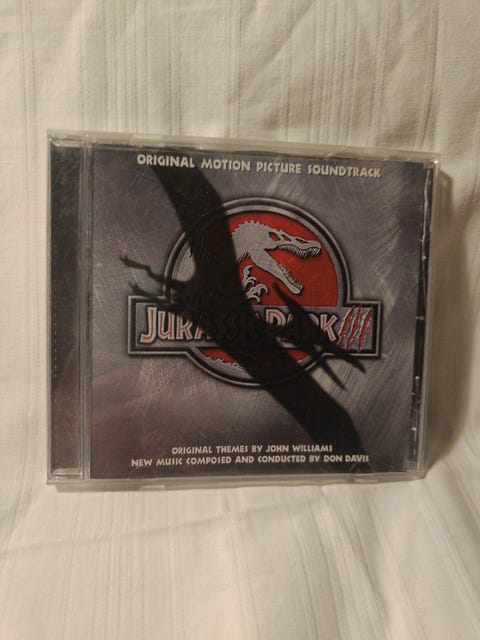 ORIGINAL MOTION PICTURE SOUNDTRACK
JURASSIC PARK III
ORIGINAL THEMES BY JOHN WILLIAMS
NEW MUSIC COMPOSED AND CONDUCTED BY DON DAVIS